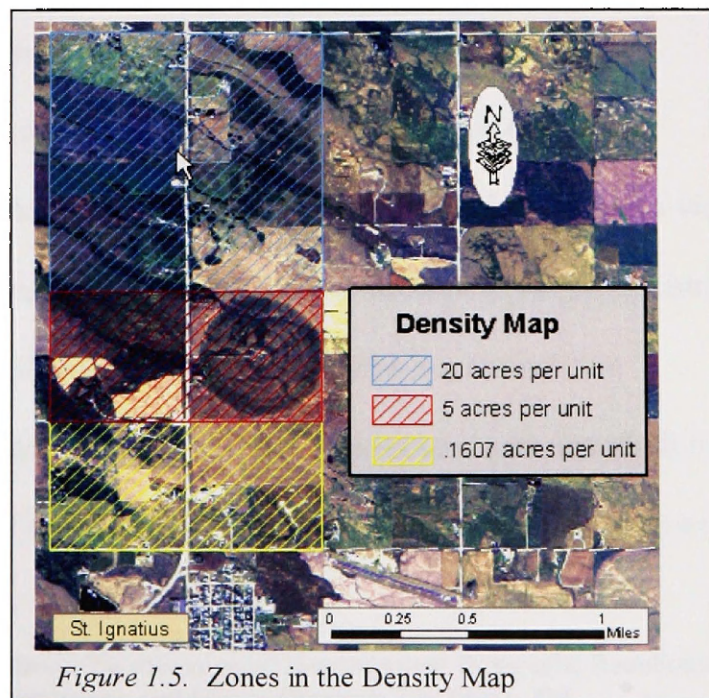 N
Density Map
20 acres per unit
5 acres per unit
.1607 acres per unit
St. Ignatius
0 0.25 0.5 1
Miles
Figure 1.5. Zones in the Density Map